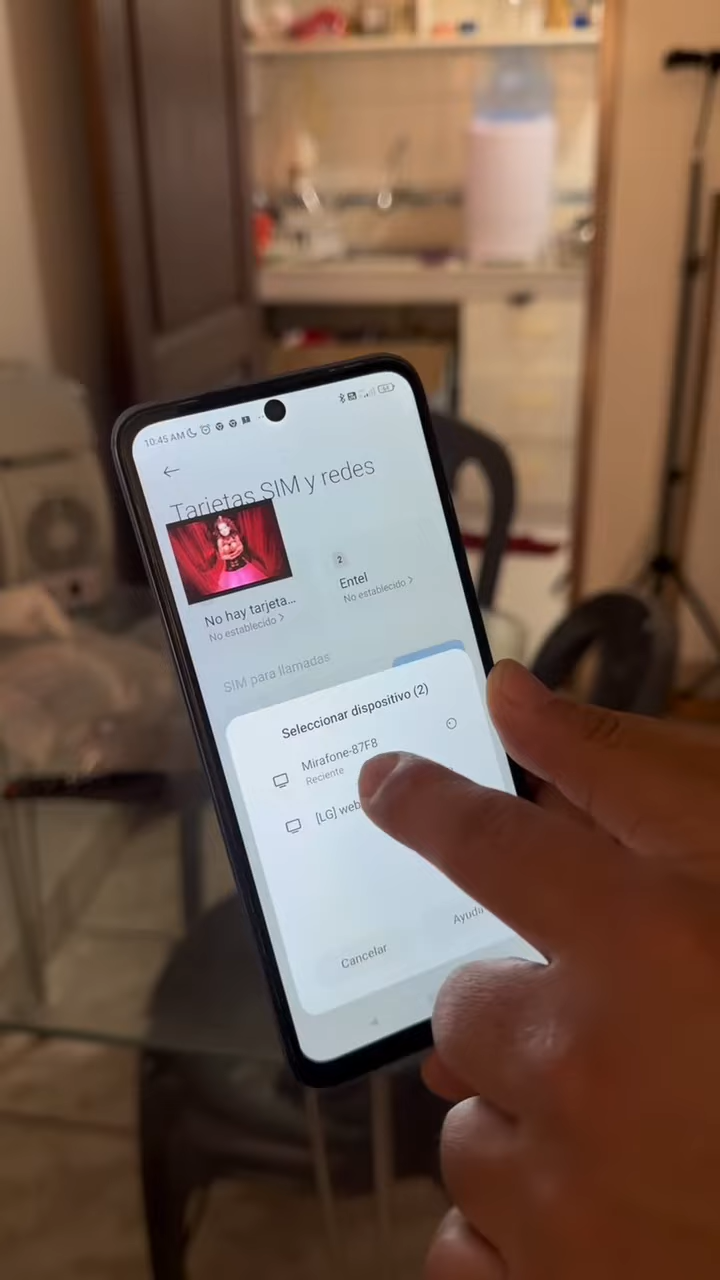 10:45 AM
Tarjetas SIM y redes
No hay tarjeta...
No establecido
2
Entel
No establecido
SIM para llamadas
Seleccionar dispositivo (2)
Mirafone-87F8
Reciente
[LG] web
Cancelar
Ayuda